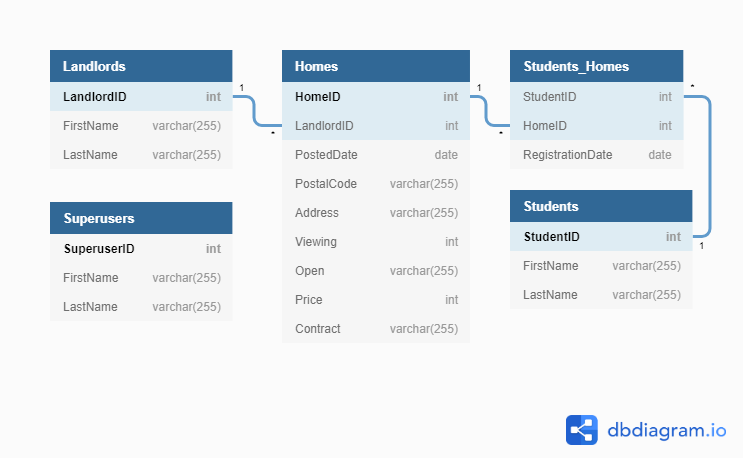 Landlords
LandlordID int
FirstName varchar(255)
LastName varchar(255)
Superusers
SuperuserID int
FirstName varchar(255)
LastName varchar(255)
Homes
HomeID int
LandlordID int
PostedDate date
PostalCode varchar(255)
Address varchar(255)
Viewing int
Open varchar(255)
Price int
Contract varchar(255)
Students_Homes
StudentID int
HomeID int
RegistrationDate date
Students
StudentID int
FirstName varchar(255)
LastName varchar(255)
1
*
1
*
*
1
dbdiagram.io